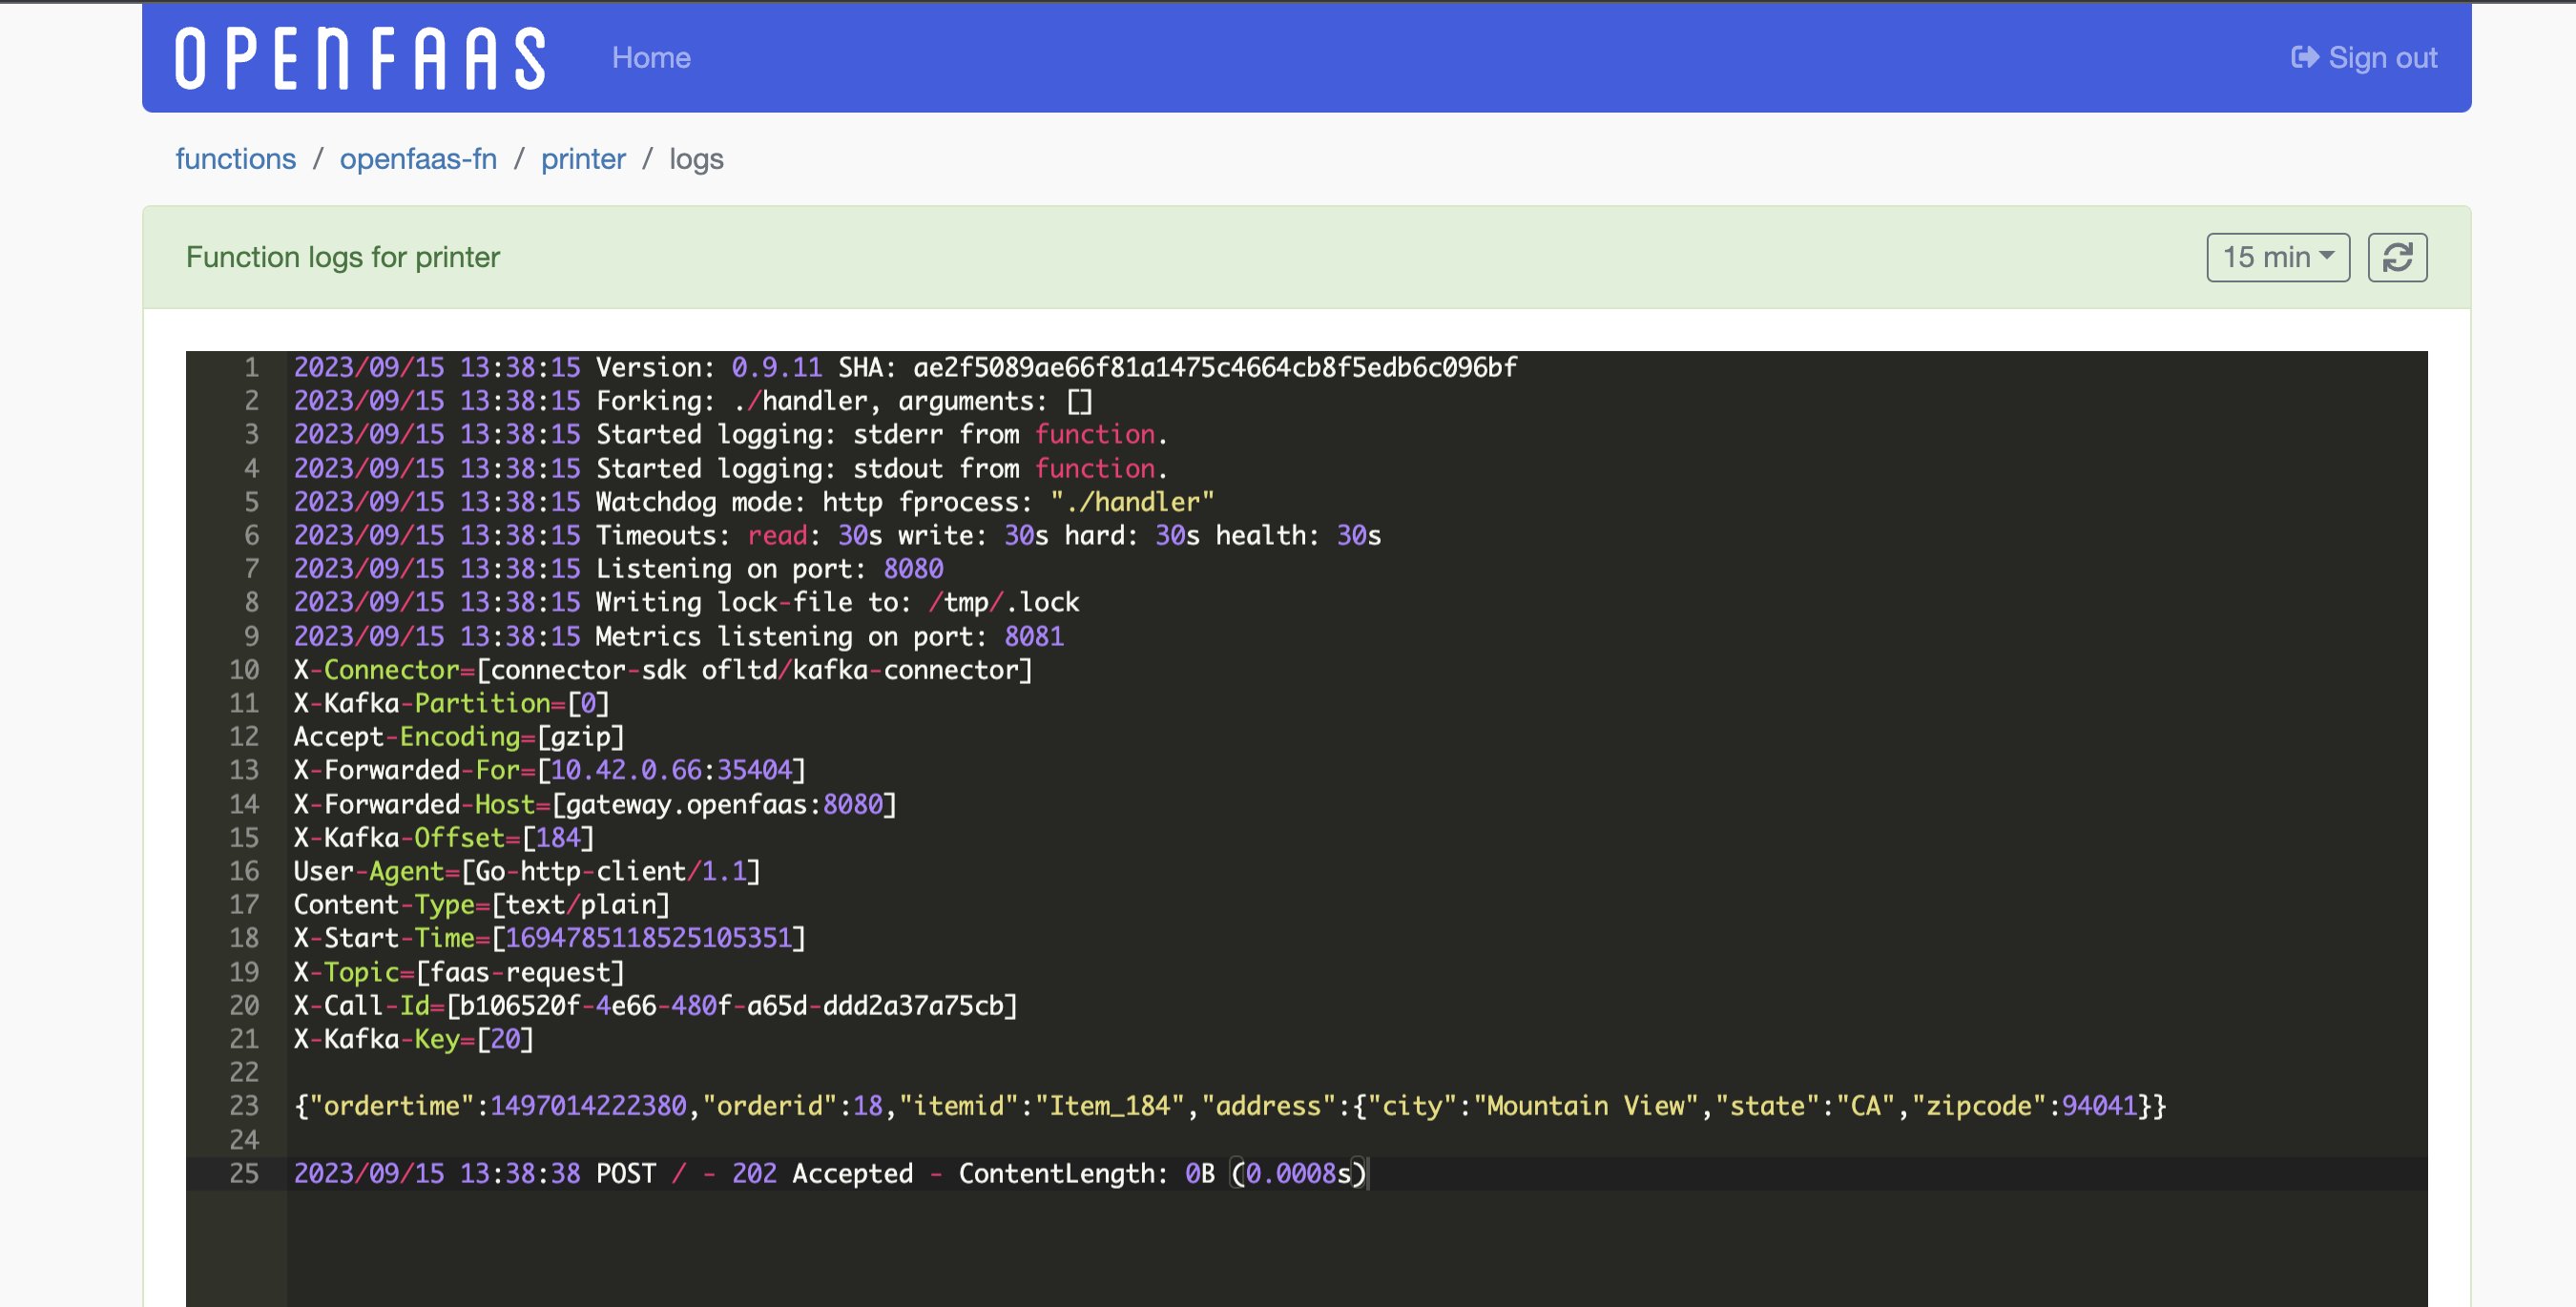 OPENFAAS Home Sign out
functions / openfaas-fn / printer / logs
Function logs for printer 15 min
1 2023/09/15 13:38:15 Version: 0.9.11 SHA: ae2f5089ae66f81a1475c4664cb8f5edb6c096bf
2 2023/09/15 13:38:15 Forking: ./handler, arguments: []
3 2023/09/15 13:38:15 Started logging: stderr from function.
4 2023/09/15 13:38:15 Started logging: stdout from function.
5 2023/09/15 13:38:15 Watchdog mode: http fprocess: "./handler"
6 2023/09/15 13:38:15 Timeouts: read: 30s write: 30s hard: 30s health: 30s
7 2023/09/15 13:38:15 Listening on port: 8080
8 2023/09/15 13:38:15 Writing lock-file to: /tmp/.lock
9 2023/09/15 13:38:15 Metrics listening on port: 8081
10 X-Connector=[connector-sdk ofltd/kafka-connector]
11 X-Kafka-Partition=[0]
12 Accept-Encoding=[gzip]
13 X-Forwarded-For=[10.42.0.66:35404]
14 X-Forwarded-Host=[gateway.openfaas:8080]
15 X-Kafka-Offset=[184]
16 User-Agent=[Go-http-client/1.1]
17 Content-Type=[text/plain]
18 X-Start-Time=[1694785118525105351]
19 X-Topic=[faas-request]
20 X-Call-Id=[b106520f-4e66-480f-a65d-ddd2a37a75cb]
21 X-Kafka-Key=[20]
22
23 {"ordertime":1497014222380,"orderid":18,"itemid":"Item_184","address":{"city":"Mountain View","state":"CA","zipcode":94041}}
24
25 2023/09/15 13:38:38 POST / - 202 Accepted - ContentLength: 0B (0.0008s)